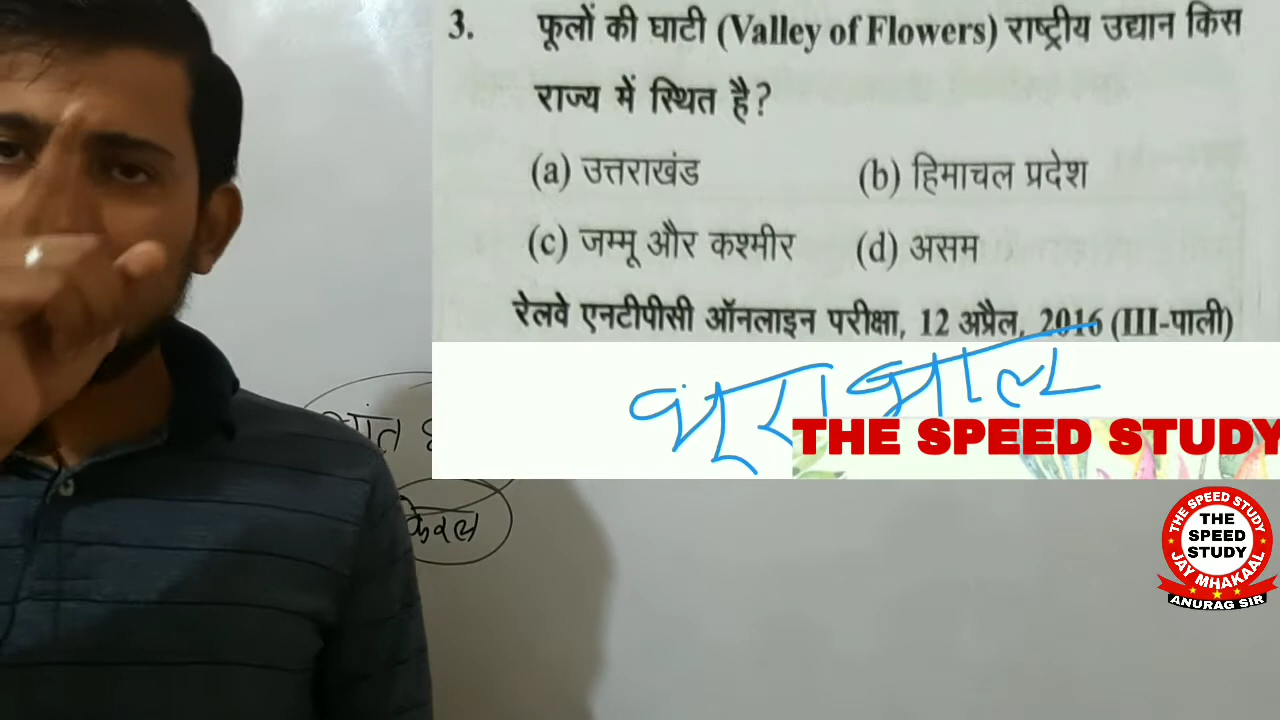 3. फूलों की घाटी (Valley of Flowers) राष्ट्रीय उद्यान किस
राज्य में स्थित है?
(a) उत्तराखंड (b) हिमाचल प्रदेश
(c) जम्मू और कश्मीर (d) असम
रेलवे एनटीपीसी ऑनलाइन परीक्षा, 12 अप्रैल, 2016 (III-पाली)
THE SPEED STUDY
केरल
THE SPEED STUDY
THE
SPEED
STUDY
JAY MHAKAAL
ANURAG SIR